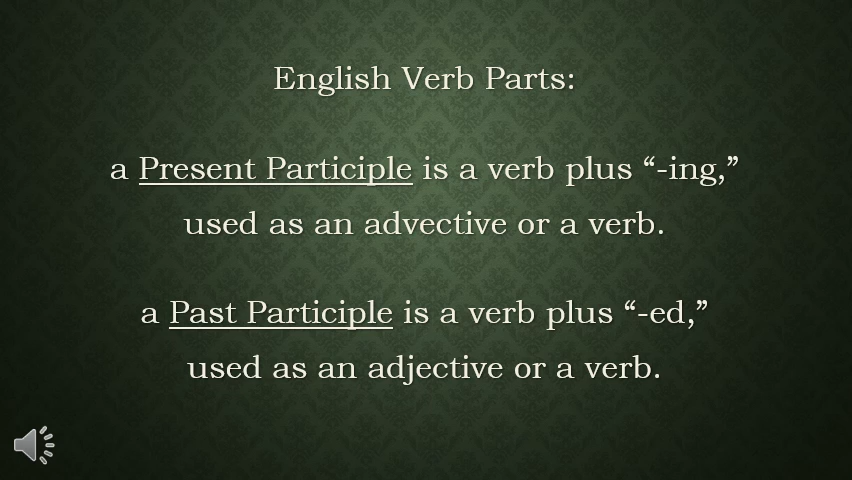 English Verb Parts:
a Present Participle is a verb plus “-ing,”
used as an advective or a verb.
a Past Participle is a verb plus “-ed,”
used as an adjective or a verb.